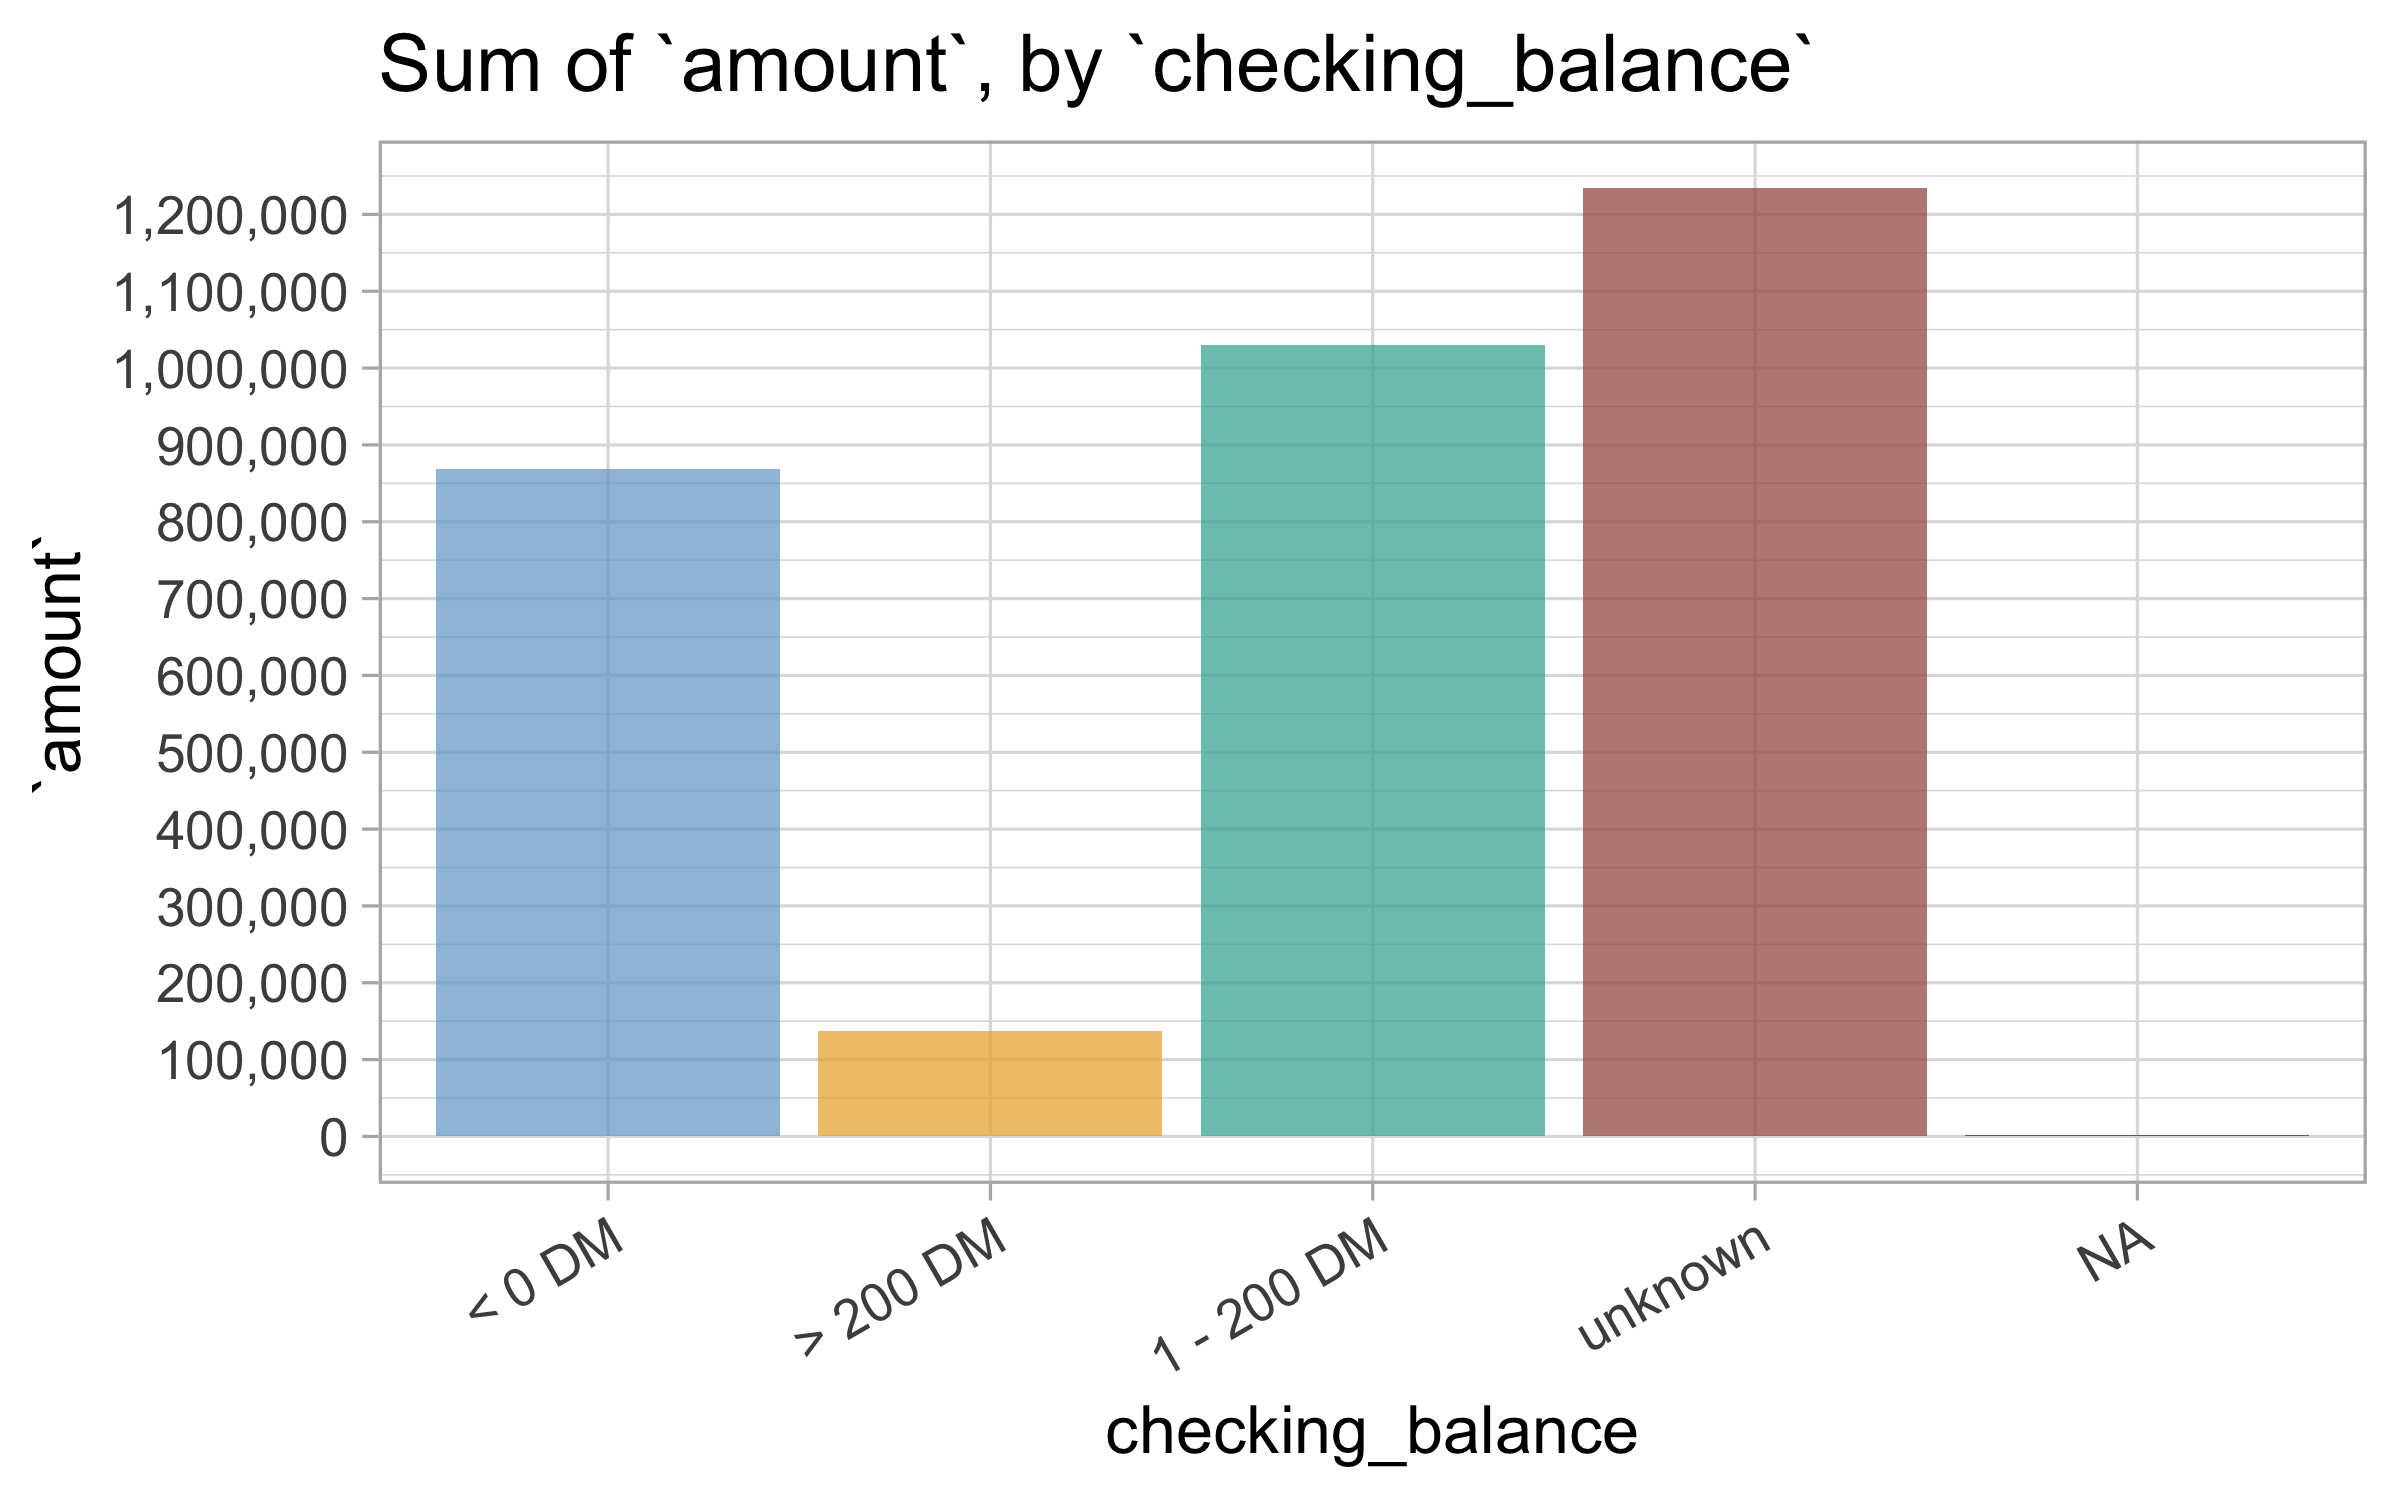 Sum of `amount`, by `checking_balance`
`amount`
1,200,000
1,100,000
1,000,000
900,000
800,000
700,000
600,000
500,000
400,000
300,000
200,000
100,000
0
< 0 DM
> 200 DM
1 - 200 DM
unknown
NA
checking_balance